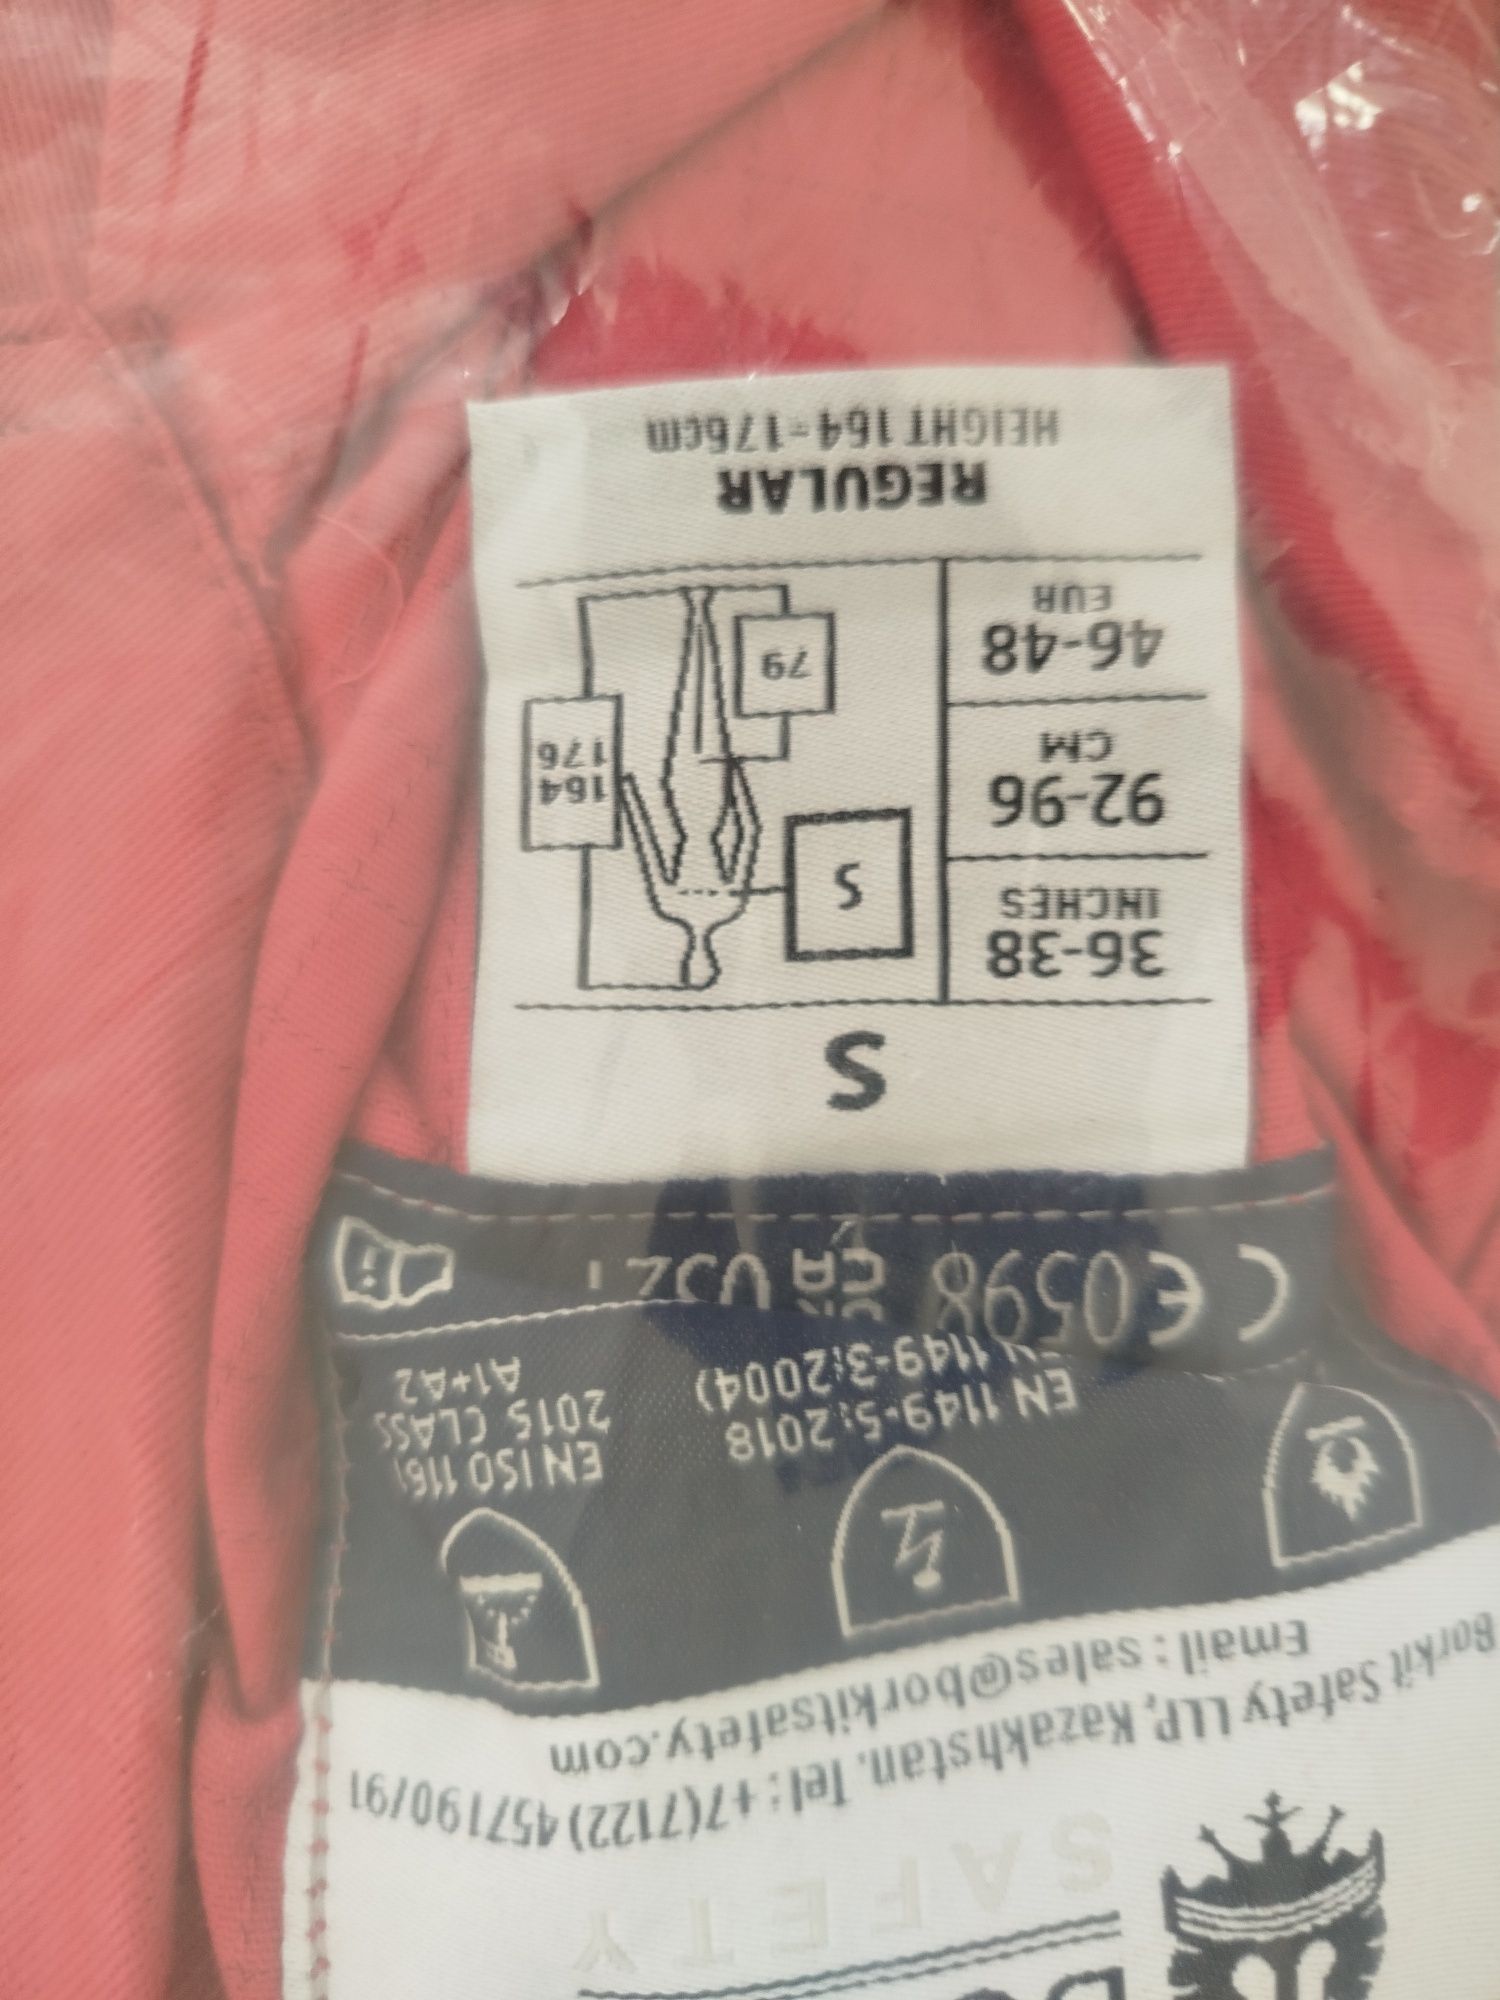 SAFETY
Borkit Safety LLP, Kazakhstan. Tel: +7(7122) 457190/91
Email: sales@borkitsafety.com
EN 1149-5:2018
EN 1149-3:2004)
EN ISO
2015 CLASS
A1+A2
CE 0598
S
36-38
INCHES
92-96
CM
46-48
EUR
S
164
176
79
REGULAR
HEIGHT 164-176cm